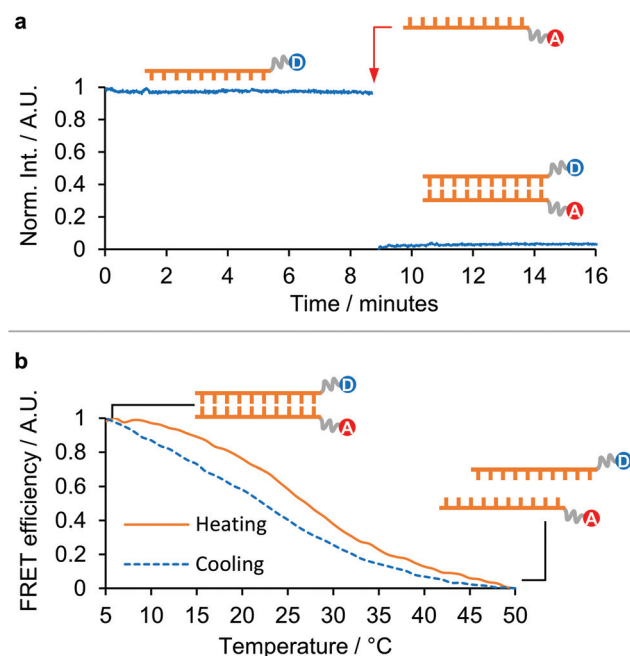 a
A
D
1
0.8
0.6
0.4
0.2
0
Norm. Int. / A.U.
D
A
0 2 4 6 8 10 12 14 16
Time / minutes
b
D
A
1
0.8
0.6
0.4
0.2
0
FRET efficiency / A.U.
D
A
Heating
Cooling
5 10 15 20 25 30 35 40 45 50
Temperature / °C